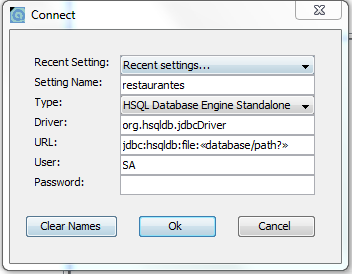 Connect
Recent Setting: Recent settings...
Setting Name: restaurantes
Type: HSQL Database Engine Standalone
Driver: org.hsqldb.jdbcDriver
URL: jdbc:hsqldb:file:«database/path?»
User: SA
Password:
Clear Names Ok Cancel